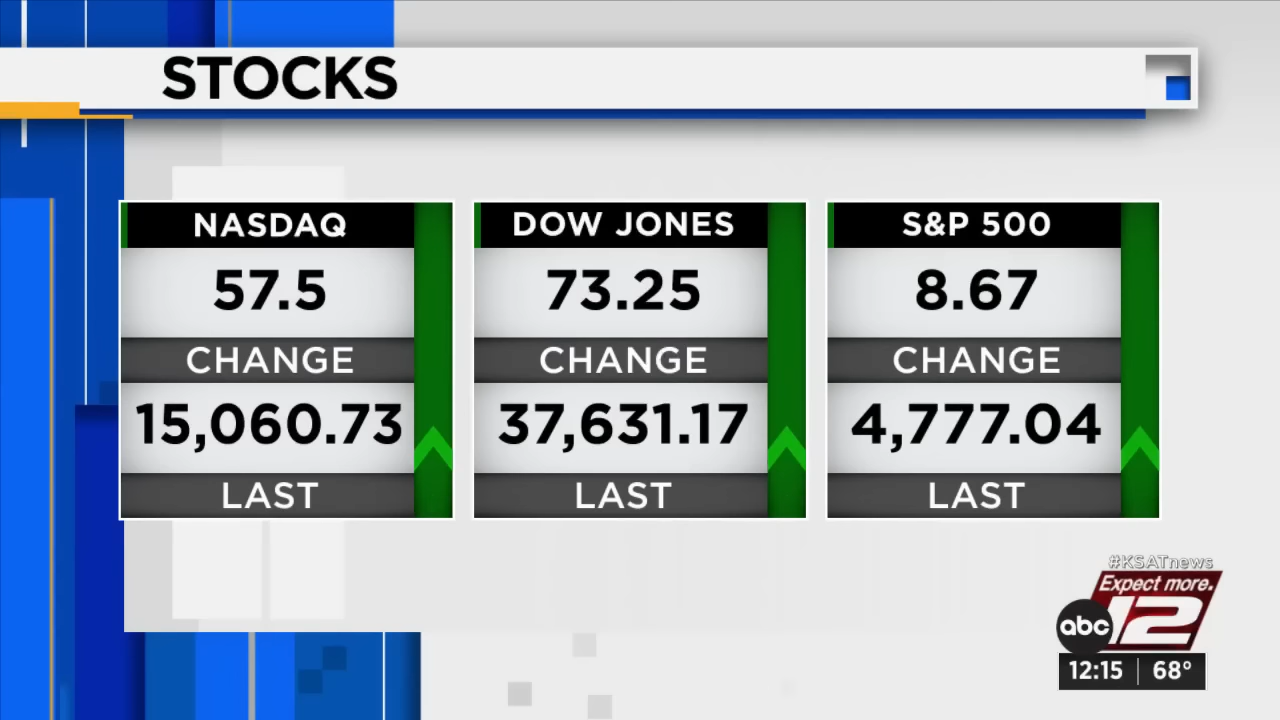 STOCKS
NASDAQ
57.5
CHANGE
15,060.73
LAST
DOW JONES
73.25
CHANGE
37,631.17
LAST
S&P 500
8.67
CHANGE
4,777.04
LAST
#KSATnews
Expect more.
abc 12
12:15 68°